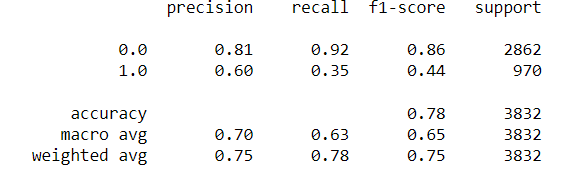 precision recall f1-score support
0.0 0.81 0.92 0.86 2862
1.0 0.60 0.35 0.44 970
accuracy 0.78 3832
macro avg 0.70 0.63 0.65 3832
weighted avg 0.75 0.78 0.75 3832